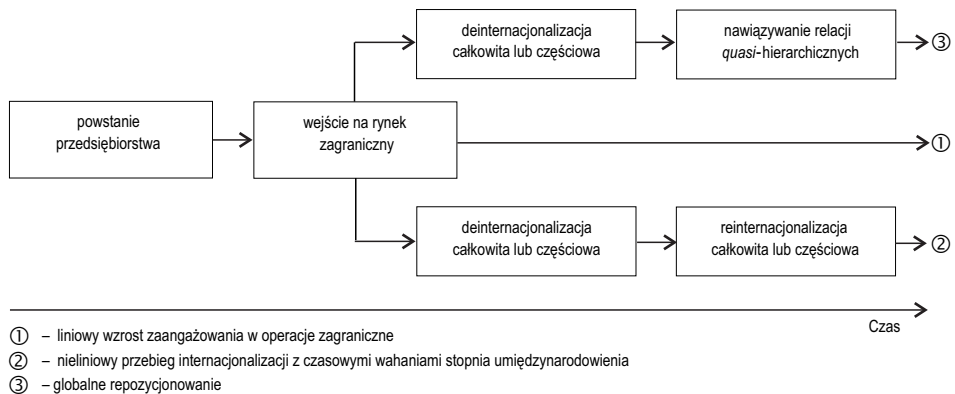 deinternacjonalizacja
całkowita lub częściowa
nawiązywanie relacji
quasi-hierarchicznych
③
powstanie
przedsiębiorstwa
wejście na rynek
zagraniczny
①
deinternacjonalizacja
całkowita lub częściowa
reinternacjonalizacja
całkowita lub częściowa
②
Czas
① – liniowy wzrost zaangażowania w operacje zagraniczne
② – nieliniowy przebieg internacjonalizacji z czasowymi wahaniami stopnia umiędzynarodowienia
③ – globalne repozycjonowanie